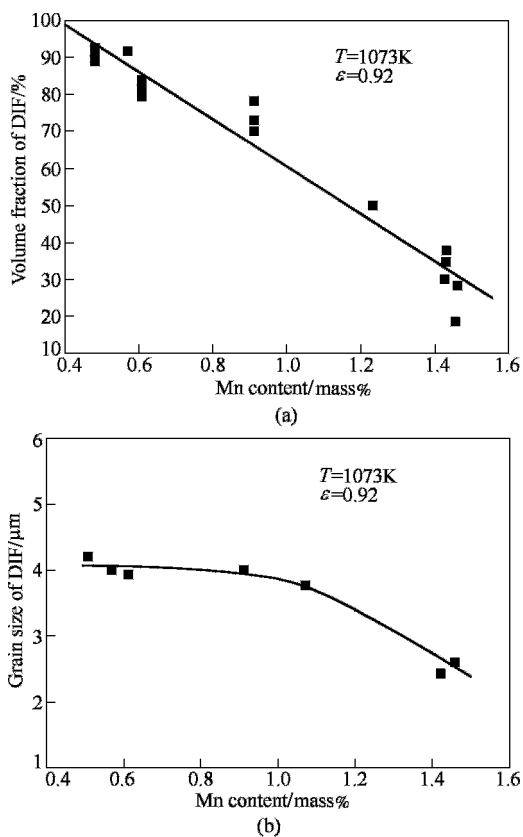 100
90
80
70
60
50
40
30
20
10
Volume fraction of DIF/%
T=1073K
ε=0.92
0.4 0.6 0.8 1.0 1.2 1.4 1.6
Mn content/mass%
(a)
6
5
4
3
2
1
Grain size of DIF/μm
T=1073K
ε=0.92
0.4 0.6 0.8 1.0 1.2 1.4 1.6
Mn content/mass%
(b)